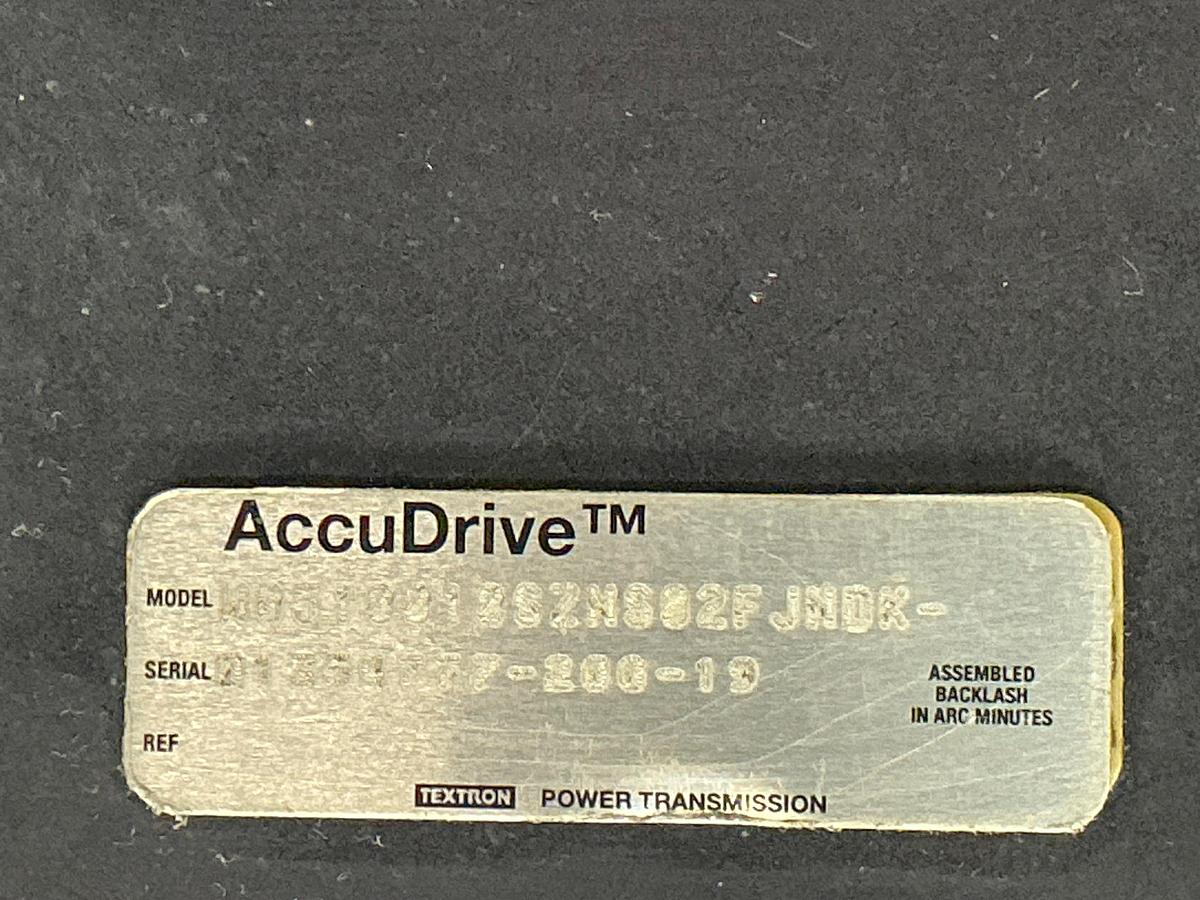 AccuDrive™
MODEL
SERIAL
REF
ASSEMBLED
BACKLASH
IN ARC MINUTES
TEXTRON POWER TRANSMISSION